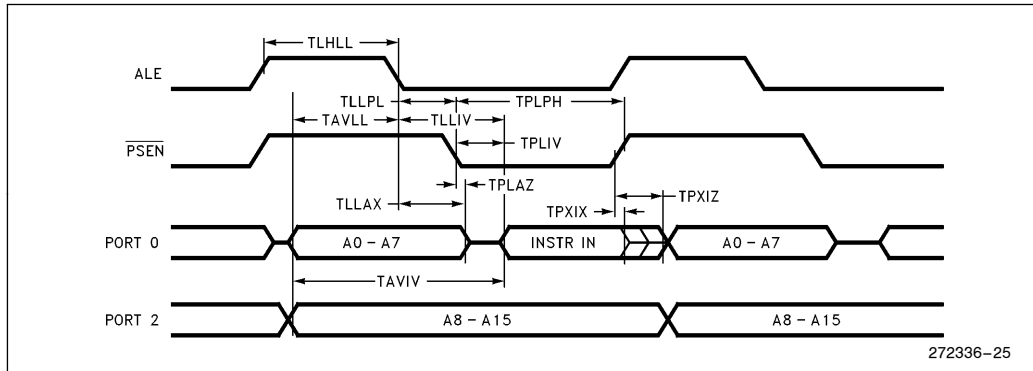 TLHLL
ALE
TLLPL
TPLPH
TAVLL
TLLIV
PSEN
TPLIV
TPLAZ
TPXIZ
TLLAX
TPXIX
PORT 0
A0 – A7
INSTR IN
A0 – A7
TAVIV
PORT 2
A8 – A15
A8 – A15
272336–25